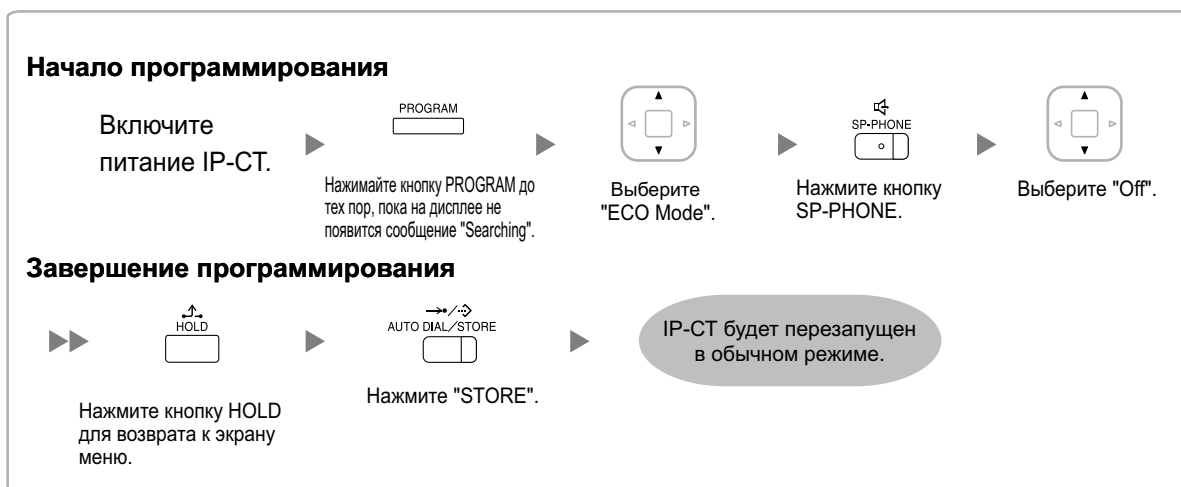 Начало программирования
Включите
питание IP-CT.
PROGRAM
Нажимайте кнопку PROGRAM до
тех пор, пока на дисплее не
появится сообщение "Searching".
Выберите
"ECO Mode".
SP-PHONE
Нажмите кнопку
SP-PHONE.
Выберите "Off".
Завершение программирования
HOLD
Нажмите кнопку HOLD
для возврата к экрану
меню.
AUTO DIAL/STORE
Нажмите "STORE".
IP-CT будет перезапущен
в обычном режиме.